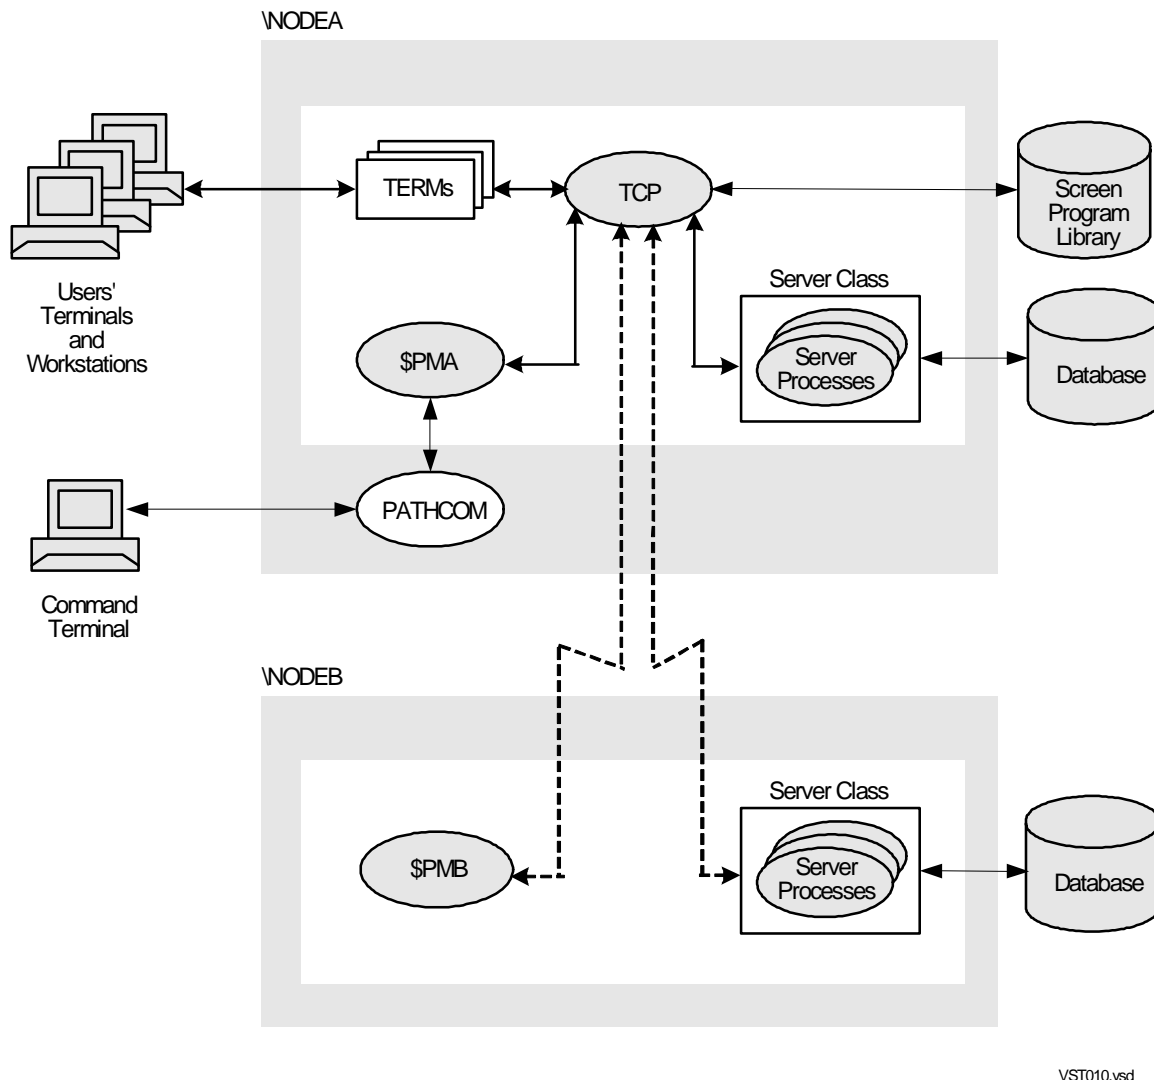 \NODEA
TERMs
TCP
Screen
Program
Library
Users'
Terminals
and
Workstations
Server Class
$PMA
Server
Processes
Database
PATHCOM
Command
Terminal
\NODEB
Server Class
$PMB
Server
Processes
Database
VST010.vsd